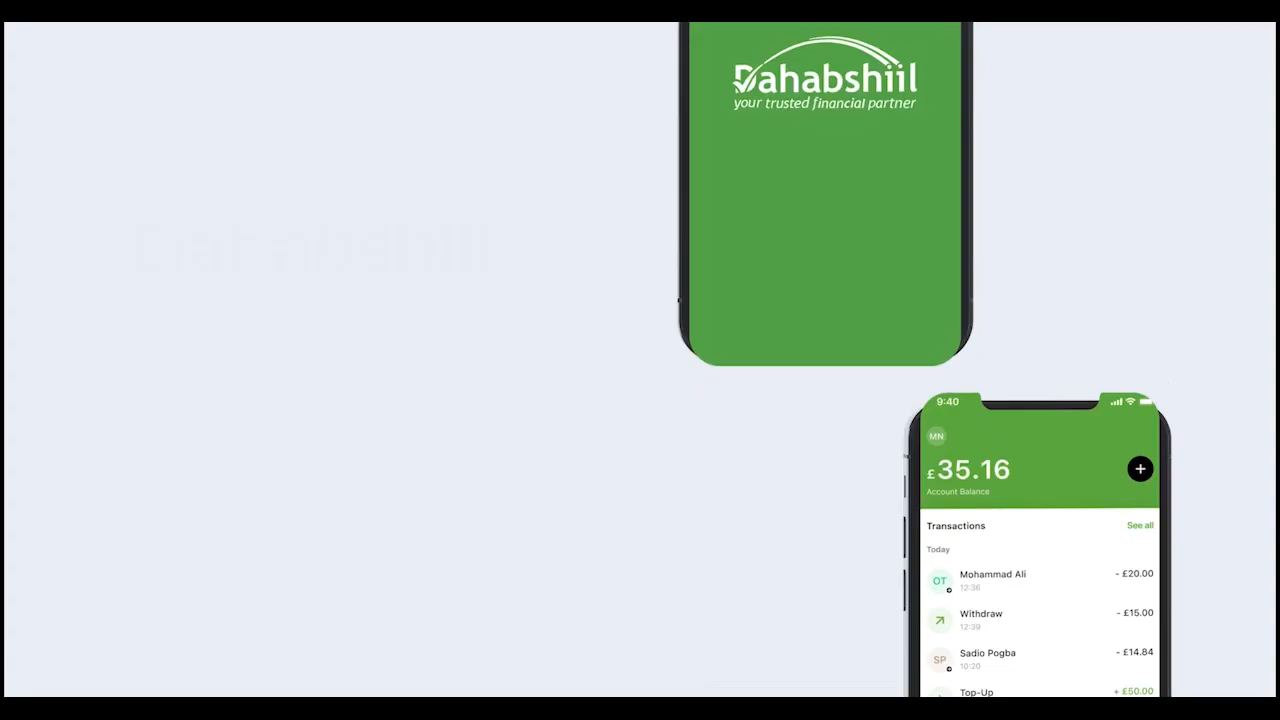 Dahabshiil
your trusted financial partner
Dahabshiil
9:40
MN
£35.16
+
Account Balance
Transactions See all
Today
OT Mohammad Ali - £20.00
12:36
Withdraw - £15.00
12:39
SP Sadio Pogba - £14.84
10:20
Top-Up + £50.00